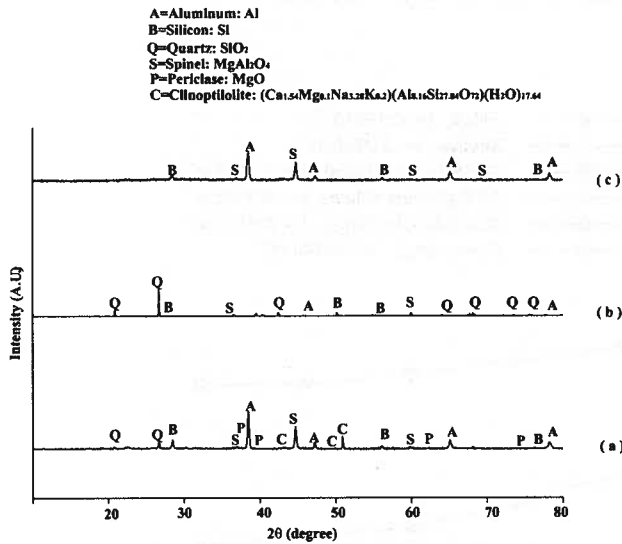 A=Aluminum: Al
B=Silicon: Si
Q=Quartz: SiO₂
S=Spinel: MgAl₂O₄
P=Periclase: MgO
C=Clinoptilolite: (Ca₁.₅₄Mg₀.₁Na₃.₂₈K₀.₂)(Al₈.₁₆Si₂₇.₈₄O₇₂)(H₂O)₁₇.₆₄
B S A S A B S A S B A (c)
Q Q B S Q A B B S Q Q Q Q A (b)
Q Q B S P A P C S A C C B S P A P B A (a)
Intensity (A.U)
20 30 40 50 60 70 80
2θ (degree)